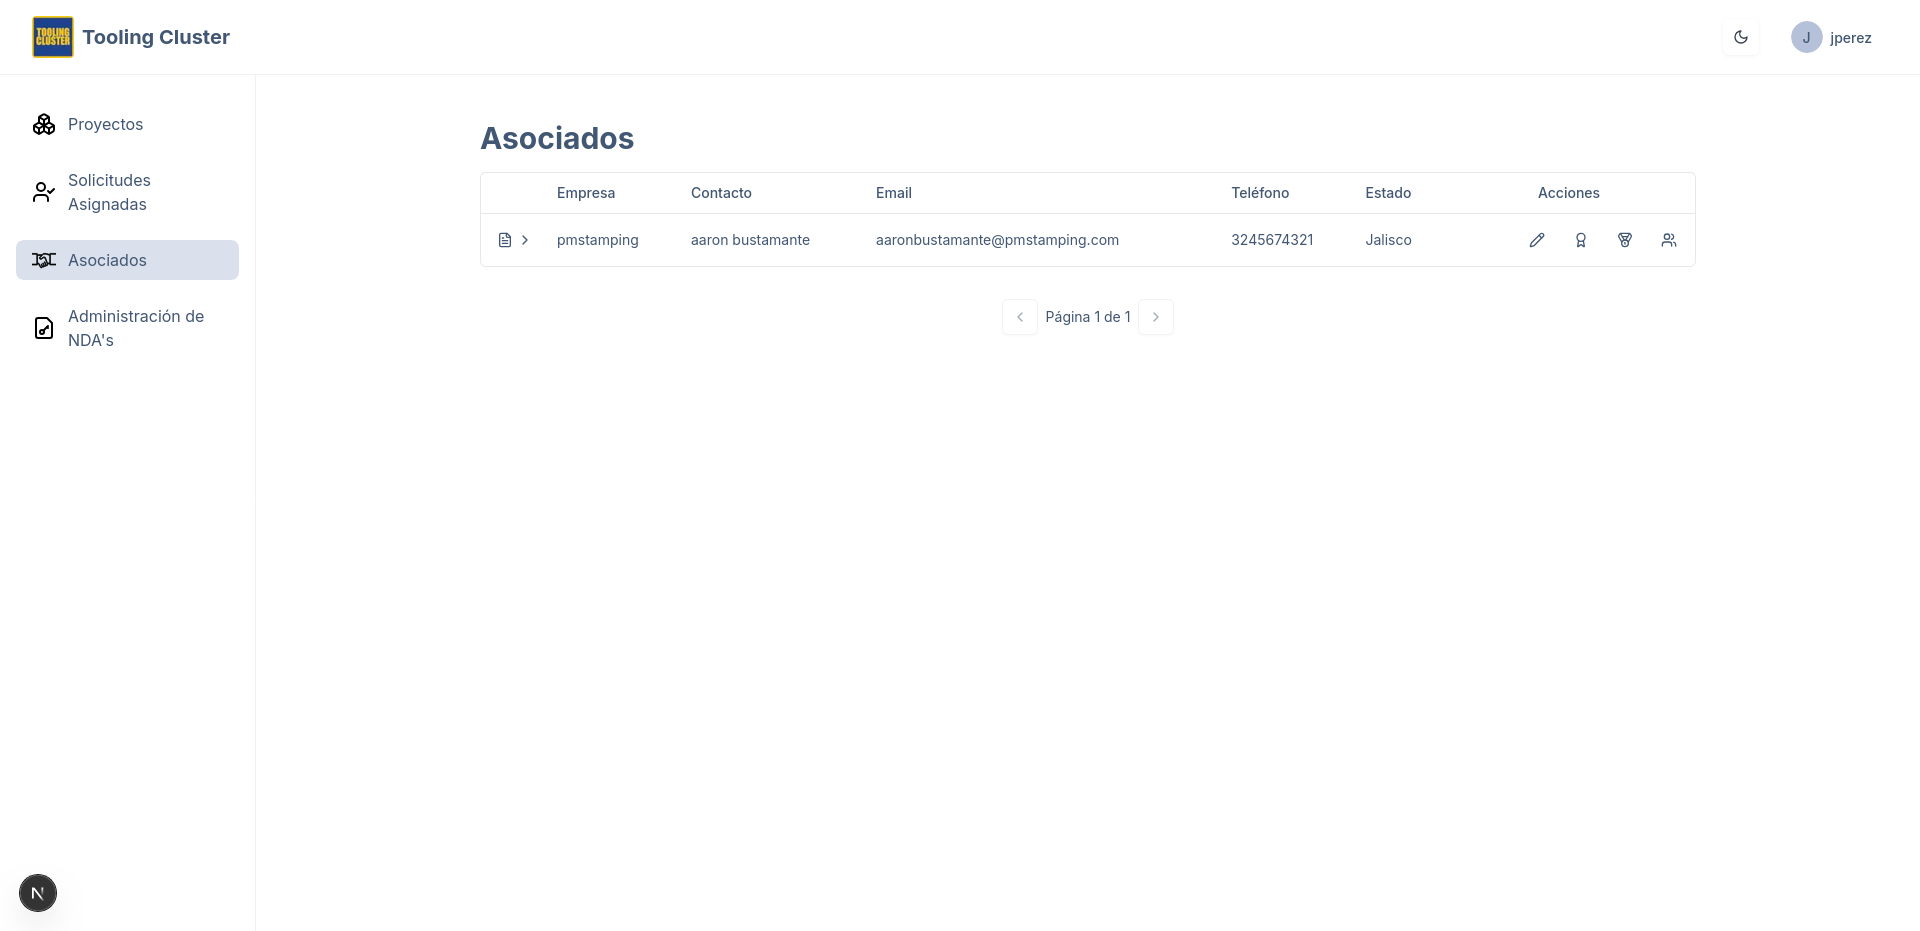 TOOLING
CLUSTER
Tooling Cluster
J
jperez
Proyectos
Solicitudes
Asignadas
Asociados
Administración de
NDA's
Asociados
Empresa Contacto Email Teléfono Estado Acciones
pmstamping aaron bustamante aaronbustamante@pmstamping.com 3245674321 Jalisco
Página 1 de 1
N